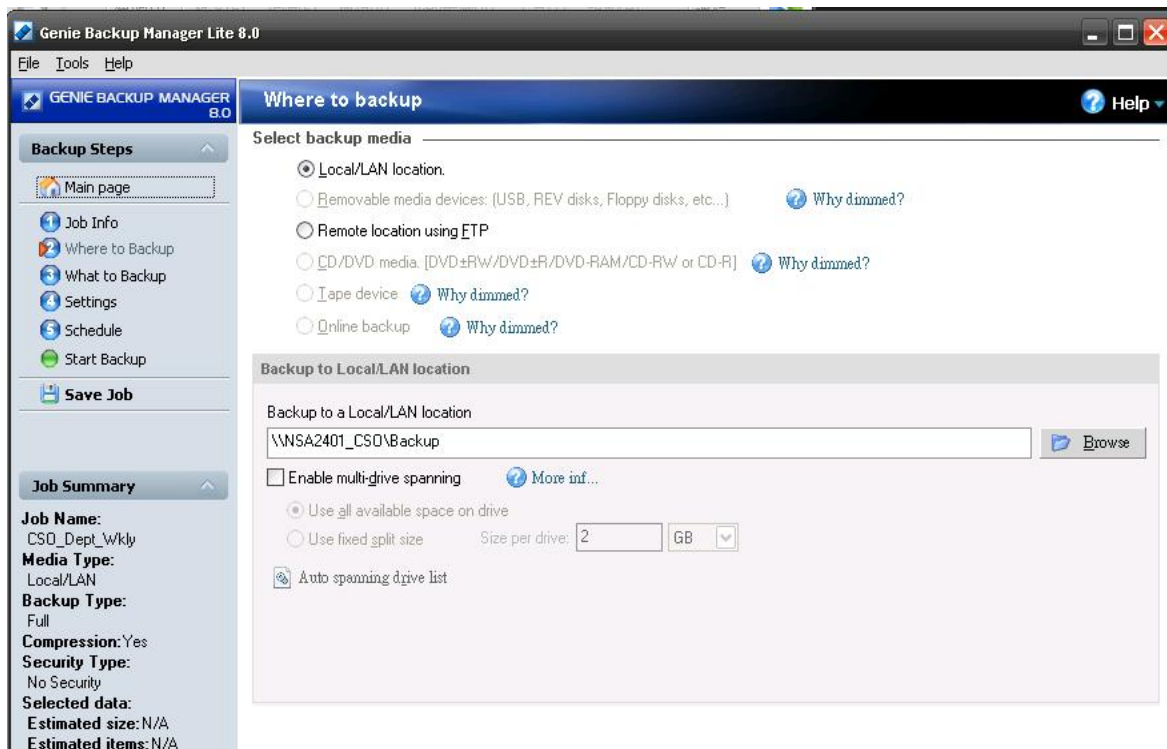 Genie Backup Manager Lite 8.0
File Tools Help
GENIE BACKUP MANAGER
8.0
Where to backup
Help
Backup Steps
Main page
1 Job Info
2 Where to Backup
3 What to Backup
4 Settings
5 Schedule
Start Backup
Save Job
Job Summary
Job Name:
CSO_Dept_Wkly
Media Type:
Local/LAN
Backup Type:
Full
Compression:Yes
Security Type:
No Security
Selected data:
Estimated size:N/A
Estimated items:N/A
Select backup media
Local/LAN location.
Removable media devices: (USB, REV disks, Floppy disks, etc...) ? Why dimmed?
Remote location using FTP
CD/DVD media. [DVD±RW/DVD±R/DVD-RAM/CD-RW or CD-R] ? Why dimmed?
Tape device ? Why dimmed?
Online backup ? Why dimmed?
Backup to Local/LAN location
Backup to a Local/LAN location
\\NSA2401_CSO\Backup Browse
Enable multi-drive spanning ? More inf...
Use all available space on drive
Use fixed split size Size per drive: 2 GB
Auto spanning drive list